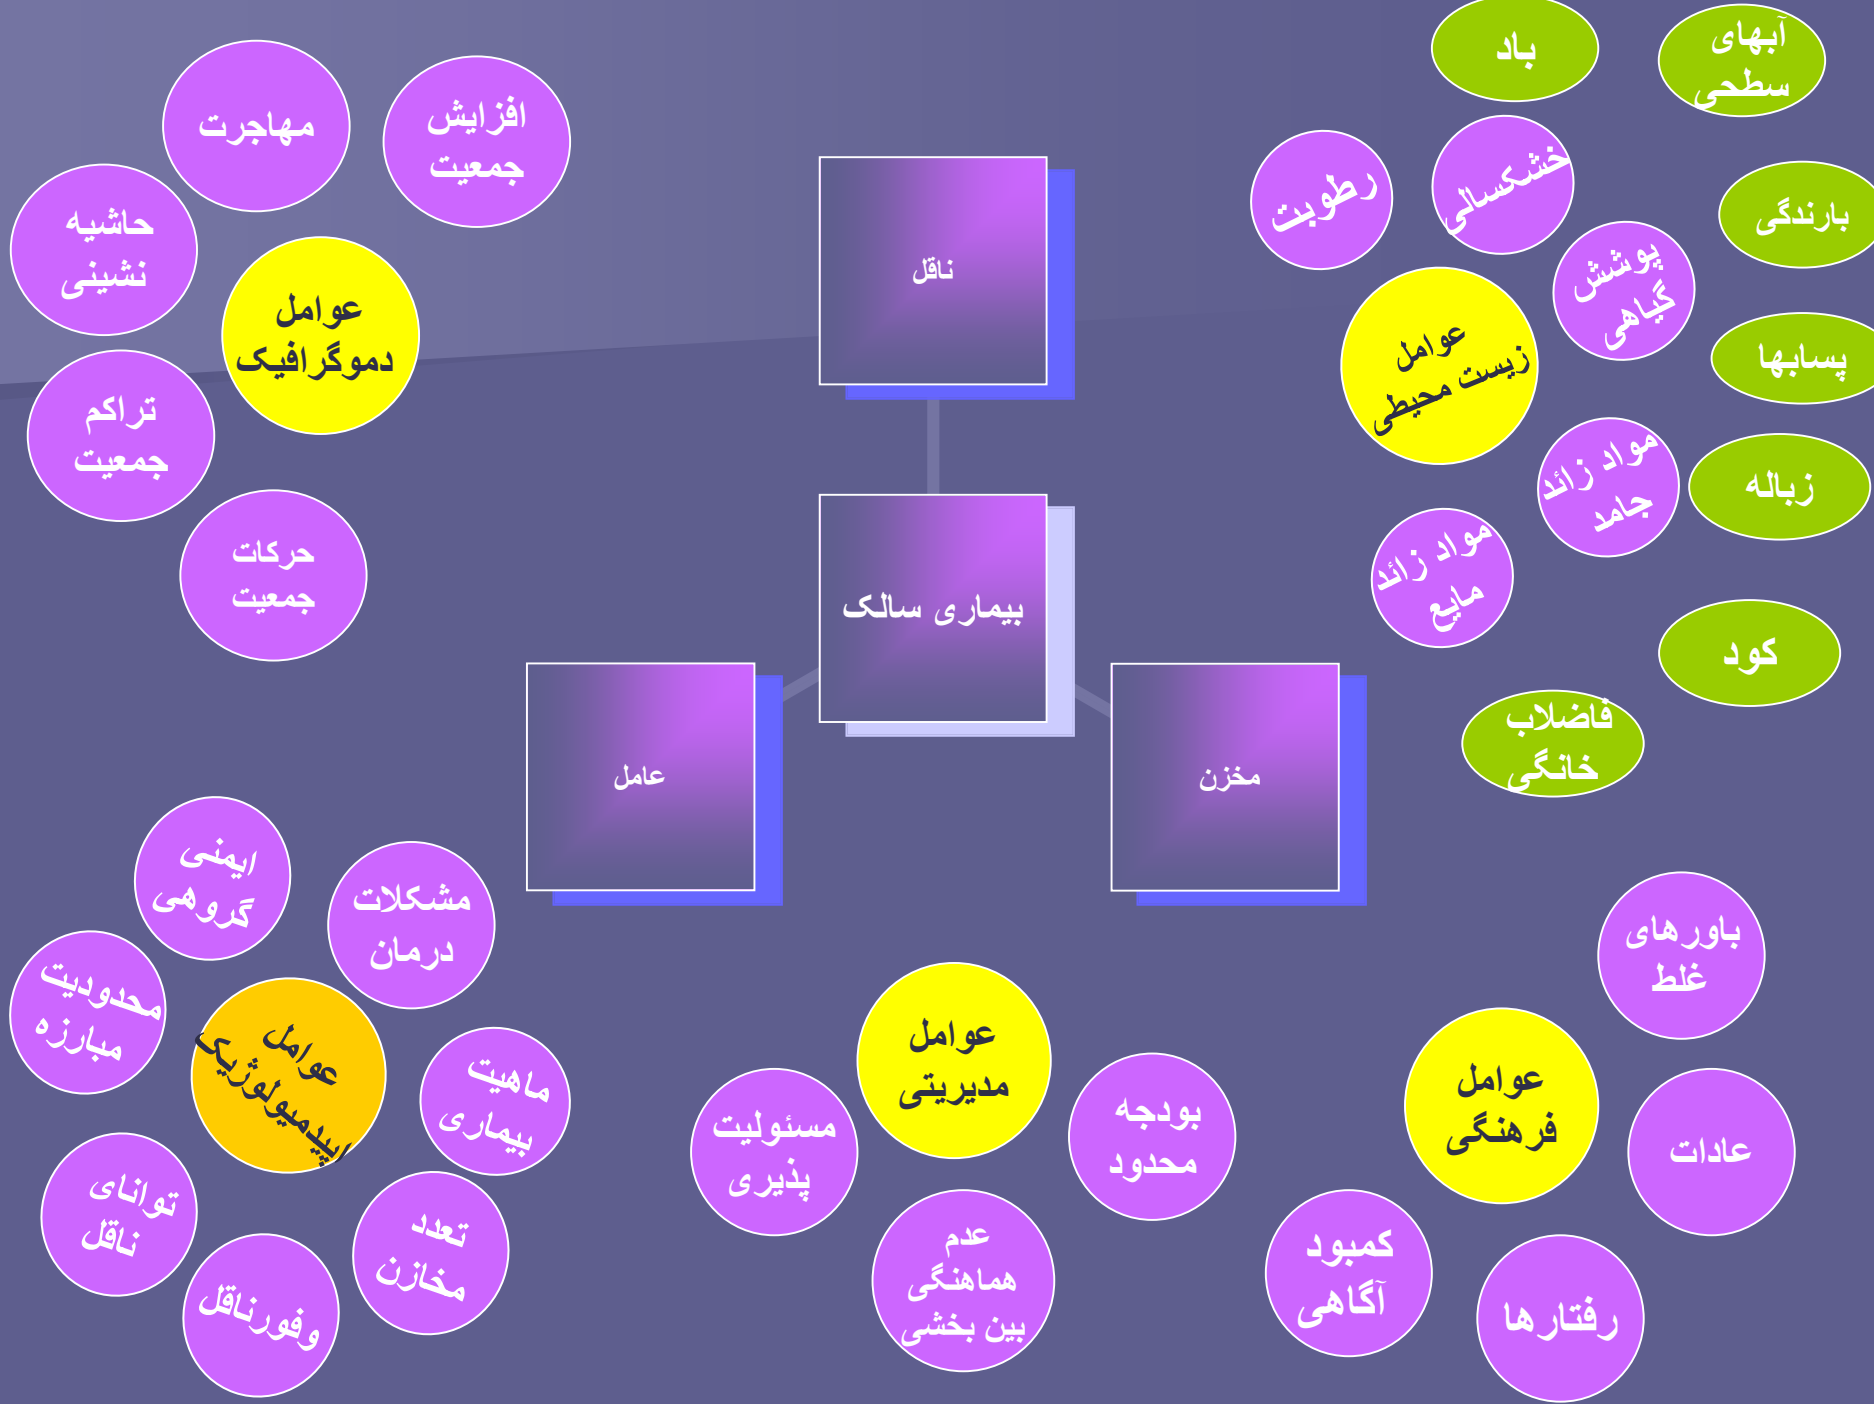 باد
آبهای
سطحی
رطوبت
خشکسالی
بارندگی
پوشش
گیاهی
عوامل
زیست محیطی
پسابها
مواد زائد
جامد
زباله
مواد زائد
مایع
کود
فاضلاب
خانگی
افزایش
جمعیت
مهاجرت
حاشیه
نشینی
عوامل
دموگرافیک
تراکم
جمعیت
حرکات
جمعیت
ناقل
بیماری سالک
مخزن
عامل
ایمنی
گروهی
مشکلات
درمان
محدودیت
مبارزه
عوامل
اپیدمیولوژیک
ماهیت
بیماری
توانای
ناقل
تعدد
مخازن
وفورناقل
عوامل
مدیریتی
بودجه
محدود
مسئولیت
پذیری
عدم
هماهنگی
بین بخشی
باورهای
غلط
عوامل
فرهنگی
عادات
کمبود
آگاهی
رفتارها